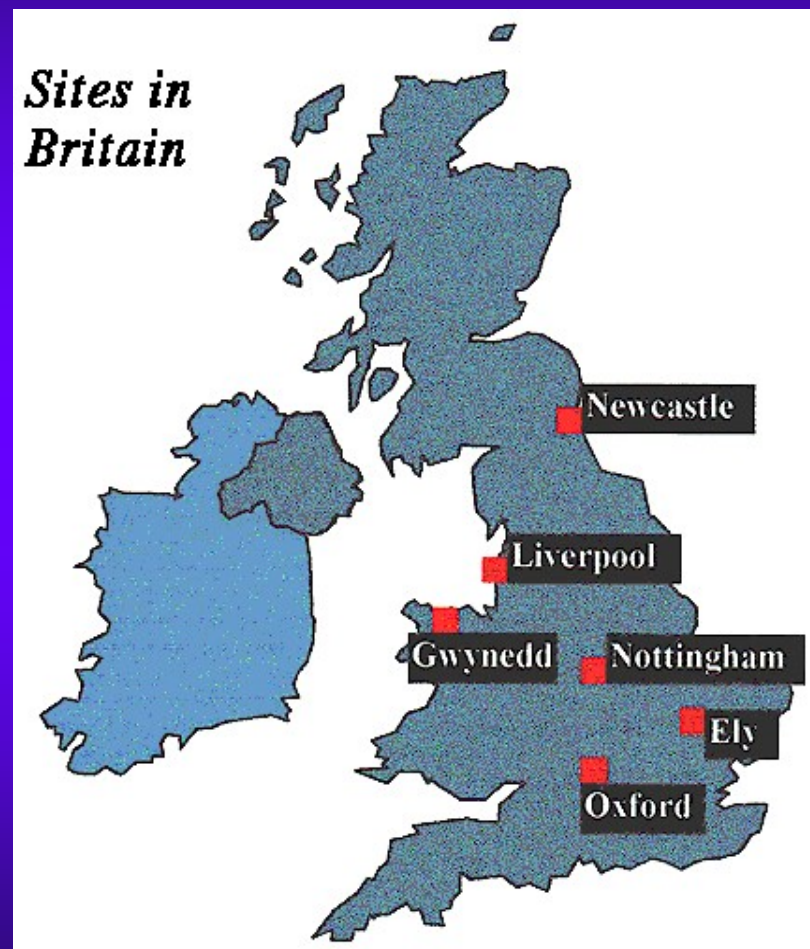 Sites in
Britain
Newcastle
Liverpool
Gwynedd
Nottingham
Ely
Oxford